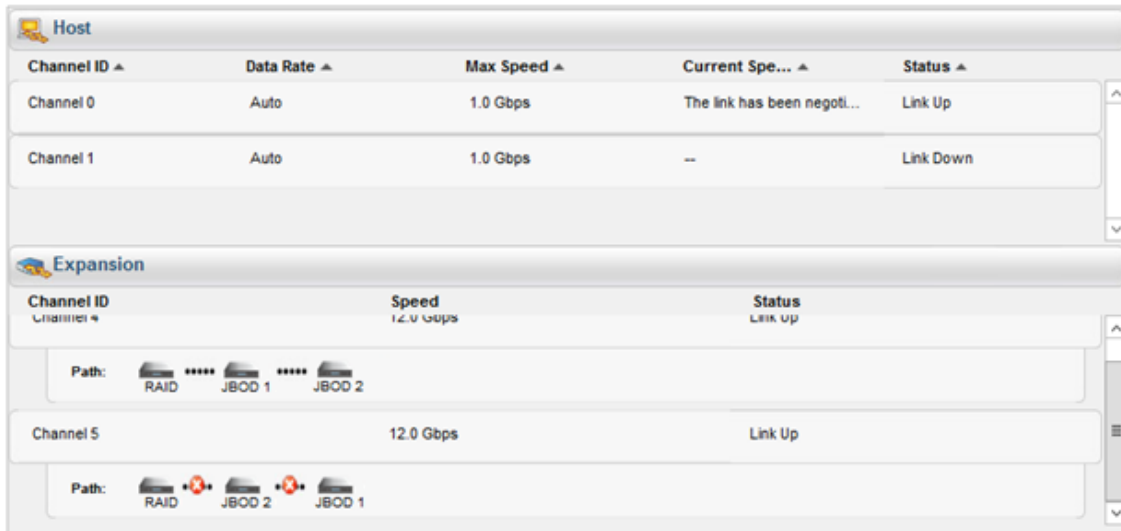 Host
Channel ID Data Rate Max Speed Current Spe... Status
Channel 0 Auto 1.0 Gbps The link has been negoti... Link Up
Channel 1 Auto 1.0 Gbps -- Link Down
Expansion
Channel ID Speed Status
Channel 4 12.0 Gbps Link Up
Path: RAID JBOD 1 JBOD 2
Channel 5 12.0 Gbps Link Up
Path: RAID JBOD 2 JBOD 1